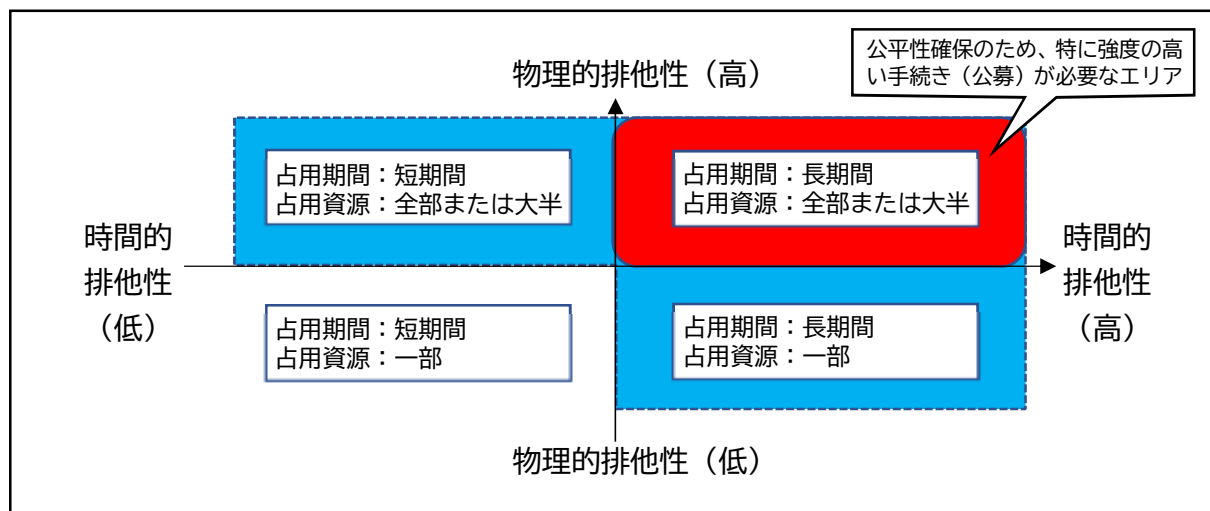 公平性確保のため、特に強度の高
い手続き（公募）が必要なエリア
物理的排他性（高）
占用期間：短期間
占用資源：全部または大半
占用期間：長期間
占用資源：全部または大半
時間的
排他性
（低）
時間的
排他性
（高）
占用期間：短期間
占用資源：一部
占用期間：長期間
占用資源：一部
物理的排他性（低）